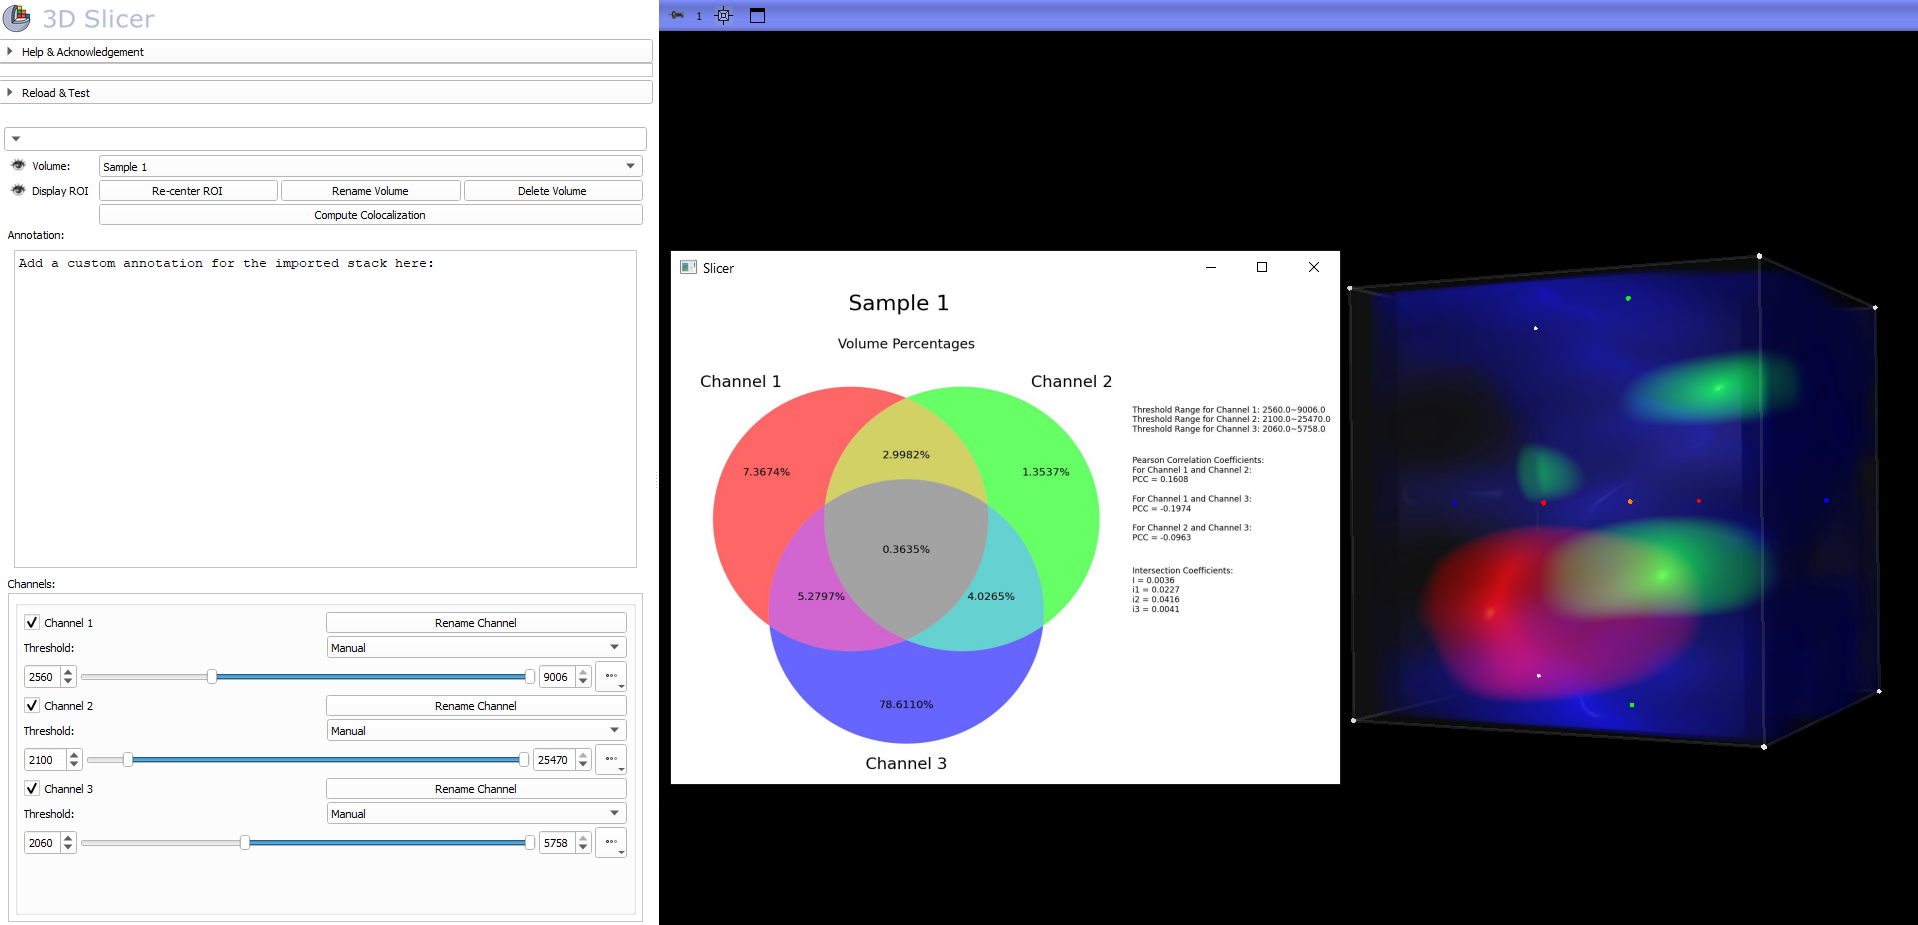 3D Slicer
Help & Acknowledgement
Reload & Test
Volume:
Sample 1
Display ROI
Re-center ROI
Rename Volume
Delete Volume
Compute Colocalization
Annotation:
Add a custom annotation for the imported stack here:
Channels:
Channel 1
Rename Channel
Threshold:
Manual
2560
9006
Channel 2
Rename Channel
Threshold:
Manual
2100
25470
Channel 3
Rename Channel
Threshold:
Manual
2060
5758
1
Slicer
Sample 1
Volume Percentages
Channel 1
Channel 2
7.3674%
2.9982%
1.3537%
0.3635%
5.2797%
4.0265%
78.6110%
Channel 3
Threshold Range for Channel 1: 2560.0~9006.0
Threshold Range for Channel 2: 2100.0~25470.0
Threshold Range for Channel 3: 2060.0~5758.0
Pearson Correlation Coefficients:
For Channel 1 and Channel 2:
PCC = 0.1608
For Channel 1 and Channel 3:
PCC = -0.1974
For Channel 2 and Channel 3:
PCC = -0.0963
Intersection Coefficients:
I = 0.0036
i1 = 0.0227
i2 = 0.0416
i3 = 0.0041